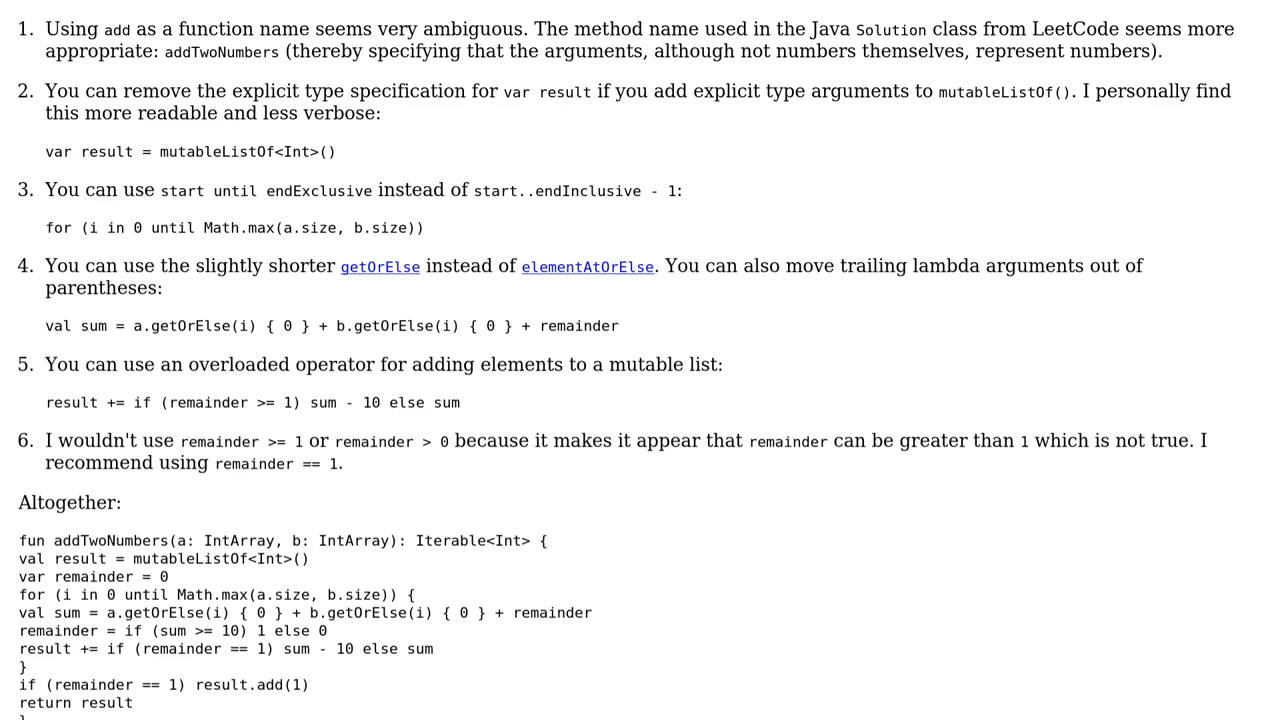 1. Using add as a function name seems very ambiguous. The method name used in the Java Solution class from LeetCode seems more
appropriate: addTwoNumbers (thereby specifying that the arguments, although not numbers themselves, represent numbers).
2. You can remove the explicit type specification for var result if you add explicit type arguments to mutableListOf(). I personally find
this more readable and less verbose:
var result = mutableListOf<Int>()
3. You can use start until endExclusive instead of start..endInclusive - 1:
for (i in 0 until Math.max(a.size, b.size))
4. You can use the slightly shorter getOrElse instead of elementAtOrElse. You can also move trailing lambda arguments out of
parentheses:
val sum = a.getOrElse(i) { 0 } + b.getOrElse(i) { 0 } + remainder
5. You can use an overloaded operator for adding elements to a mutable list:
result += if (remainder >= 1) sum - 10 else sum
6. I wouldn't use remainder >= 1 or remainder > 0 because it makes it appear that remainder can be greater than 1 which is not true. I
recommend using remainder == 1.
Altogether:
fun addTwoNumbers(a: IntArray, b: IntArray): Iterable<Int> {
val result = mutableListOf<Int>()
var remainder = 0
for (i in 0 until Math.max(a.size, b.size)) {
val sum = a.getOrElse(i) { 0 } + b.getOrElse(i) { 0 } + remainder
remainder = if (sum >= 10) 1 else 0
result += if (remainder == 1) sum - 10 else sum
}
if (remainder == 1) result.add(1)
return result
}